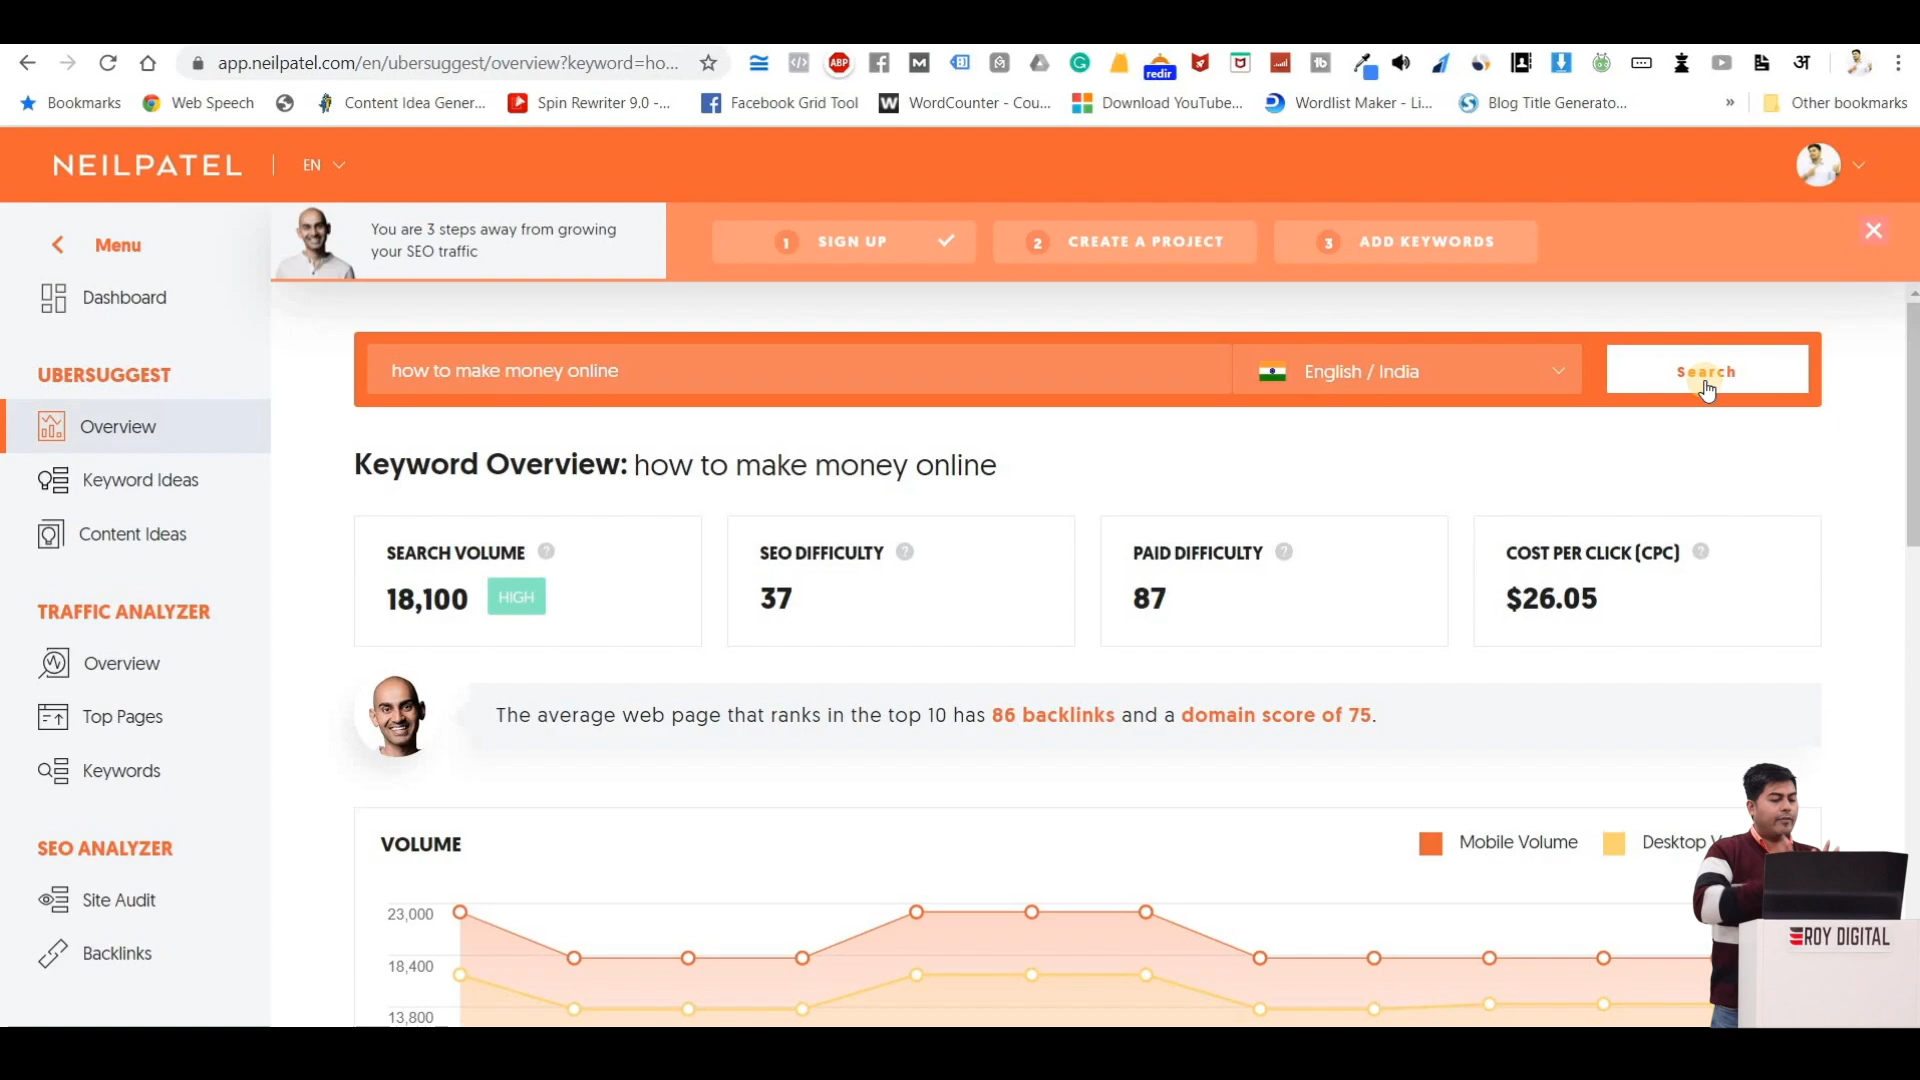 app.neilpatel.com/en/ubersuggest/overview?keyword=ho...
ABP
redir
Bookmarks
Web Speech
Content Idea Gener...
Spin Rewriter 9.0 -...
Facebook Grid Tool
WordCounter - Cou...
Download YouTube...
Wordlist Maker - Li...
Blog Title Generato...
»
Other bookmarks
NEILPATEL
EN
You are 3 steps away from growing
your SEO traffic
1 SIGN UP
2 CREATE A PROJECT
3 ADD KEYWORDS
Menu
Dashboard
UBERSUGGEST
Overview
Keyword Ideas
Content Ideas
TRAFFIC ANALYZER
Overview
Top Pages
Keywords
SEO ANALYZER
Site Audit
Backlinks
how to make money online
English / India
Search
Keyword Overview: how to make money online
SEARCH VOLUME ?
18,100 HIGH
SEO DIFFICULTY ?
37
PAID DIFFICULTY ?
87
COST PER CLICK (CPC) ?
$26.05
The average web page that ranks in the top 10 has 86 backlinks and a domain score of 75.
VOLUME
Mobile Volume
Desktop
23,000
18,400
13,800
ROY DIGITAL